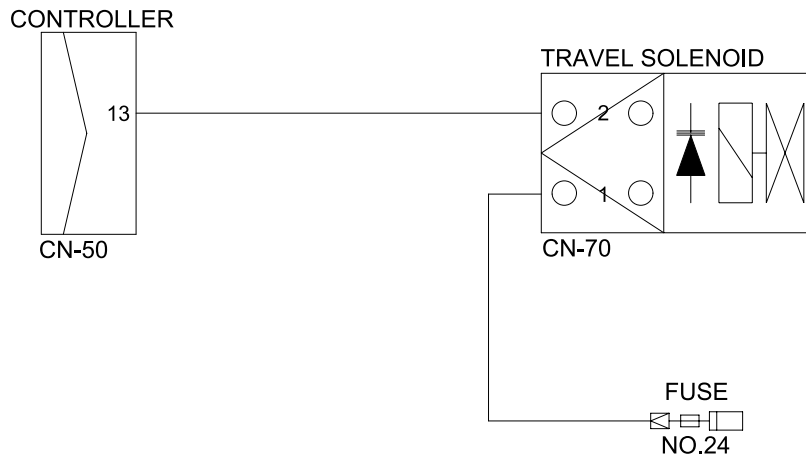 CONTROLLER
TRAVEL SOLENOID
13
2
1
CN-50
CN-70
FUSE
NO.24